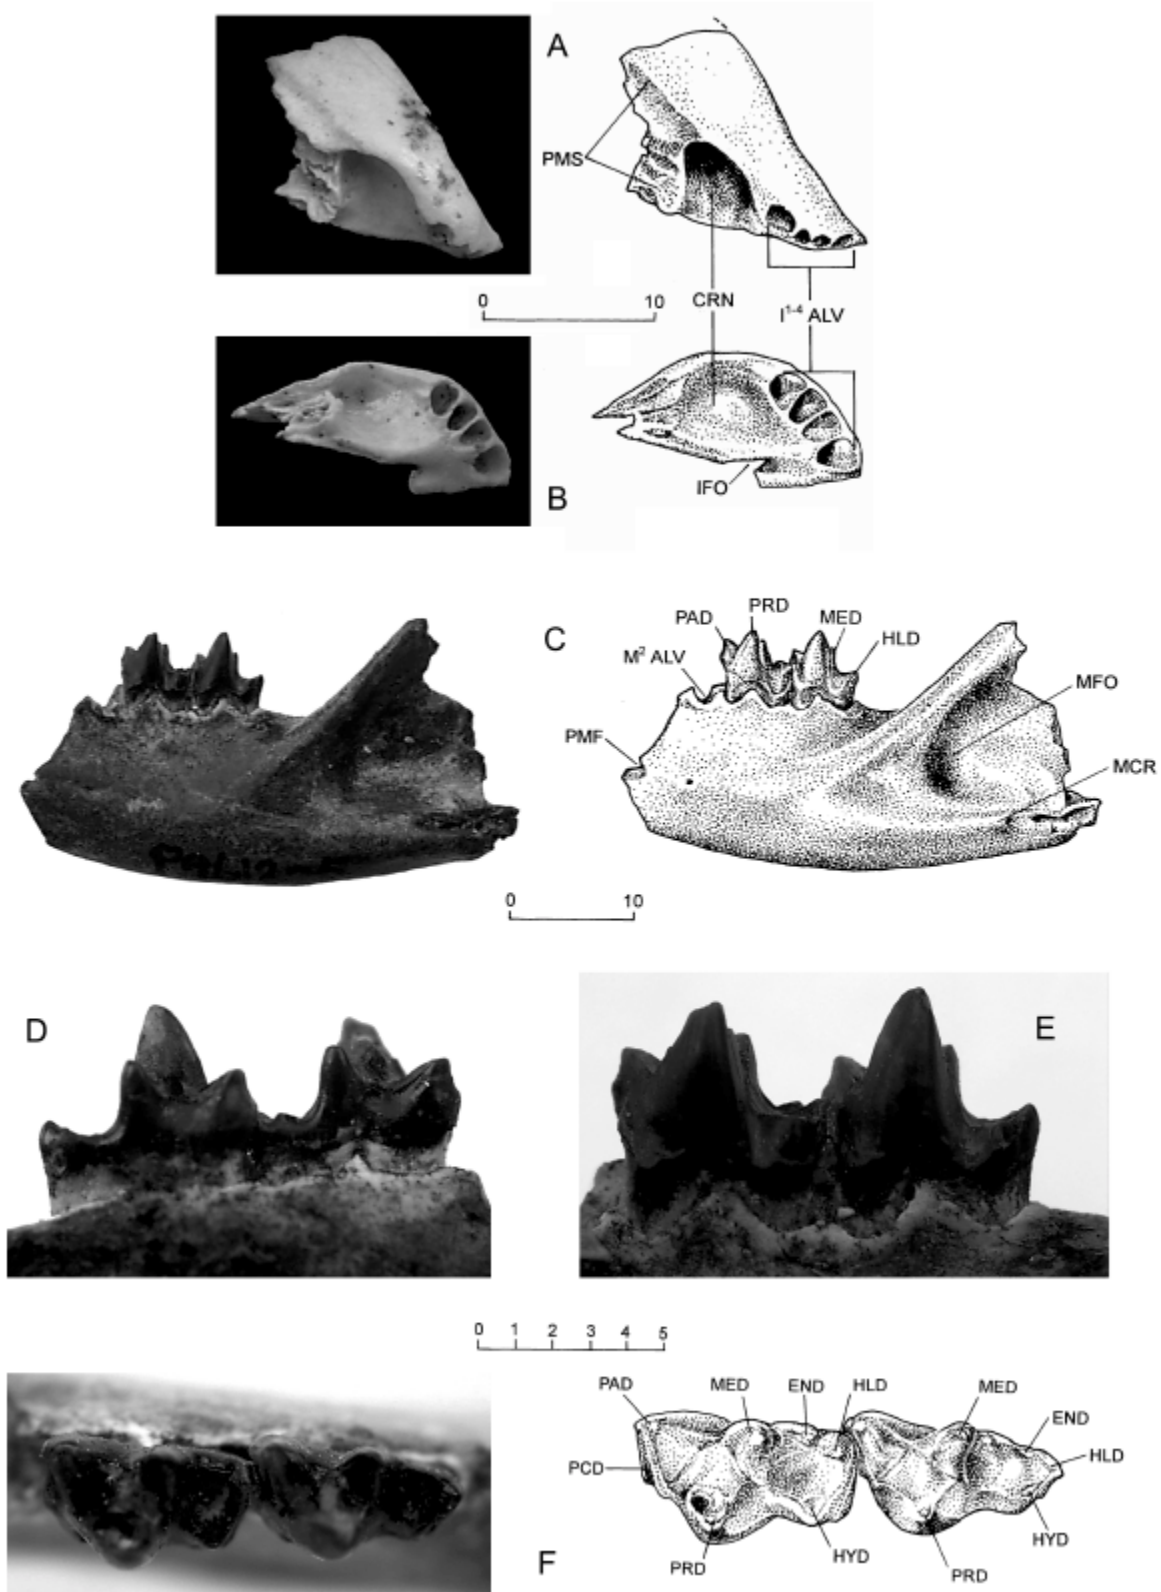 A
PMS
0 10
CRN
I1-4 ALV
IFO
B
C
PRD
PAD
MED
HLD
M2 ALV
MFO
PMF
MCR
0 10
D
E
0 1 2 3 4 5
PAD
MED
END
HLD
MED
END
HLD
PCD
HYD
HYD
PRD
PRD
F